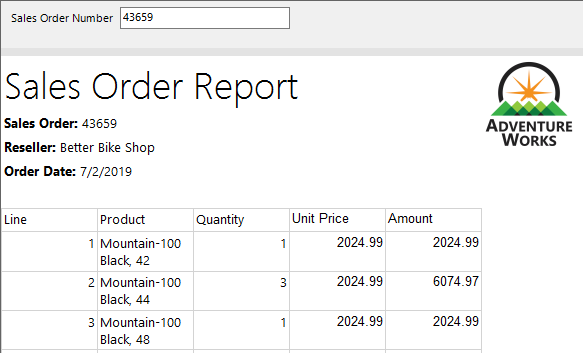 Sales Order Number 43659
Sales Order Report
ADVENTURE
WORKS
Sales Order: 43659
Reseller: Better Bike Shop
Order Date: 7/2/2019
Line Product Quantity Unit Price Amount
1 Mountain-100 1 2024.99 2024.99
Black, 42
2 Mountain-100 3 2024.99 6074.97
Black, 44
3 Mountain-100 1 2024.99 2024.99
Black, 48